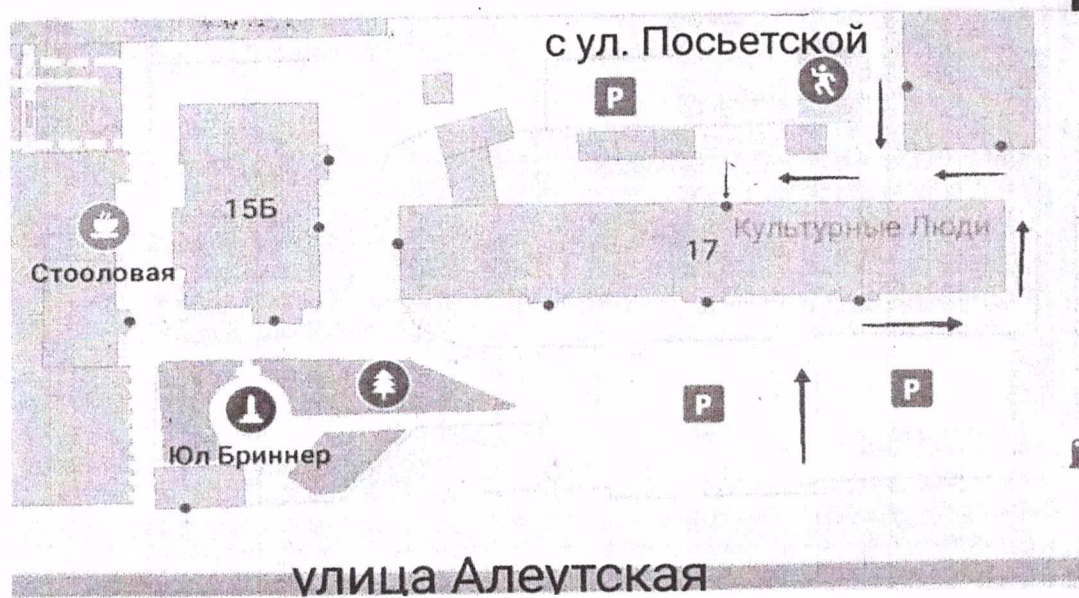 с ул. Посьетской
P
15Б
Стооловая
17
Культурные Люди
P
P
Юл Бриннер
улица Алеутская